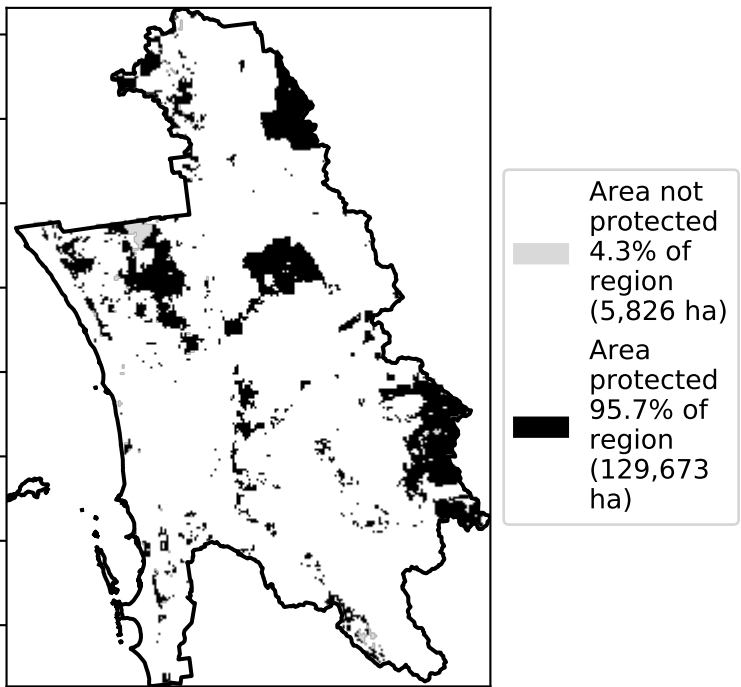 Area not
protected
4.3% of
region
(5,826 ha)
Area
protected
95.7% of
region
(129,673
ha)